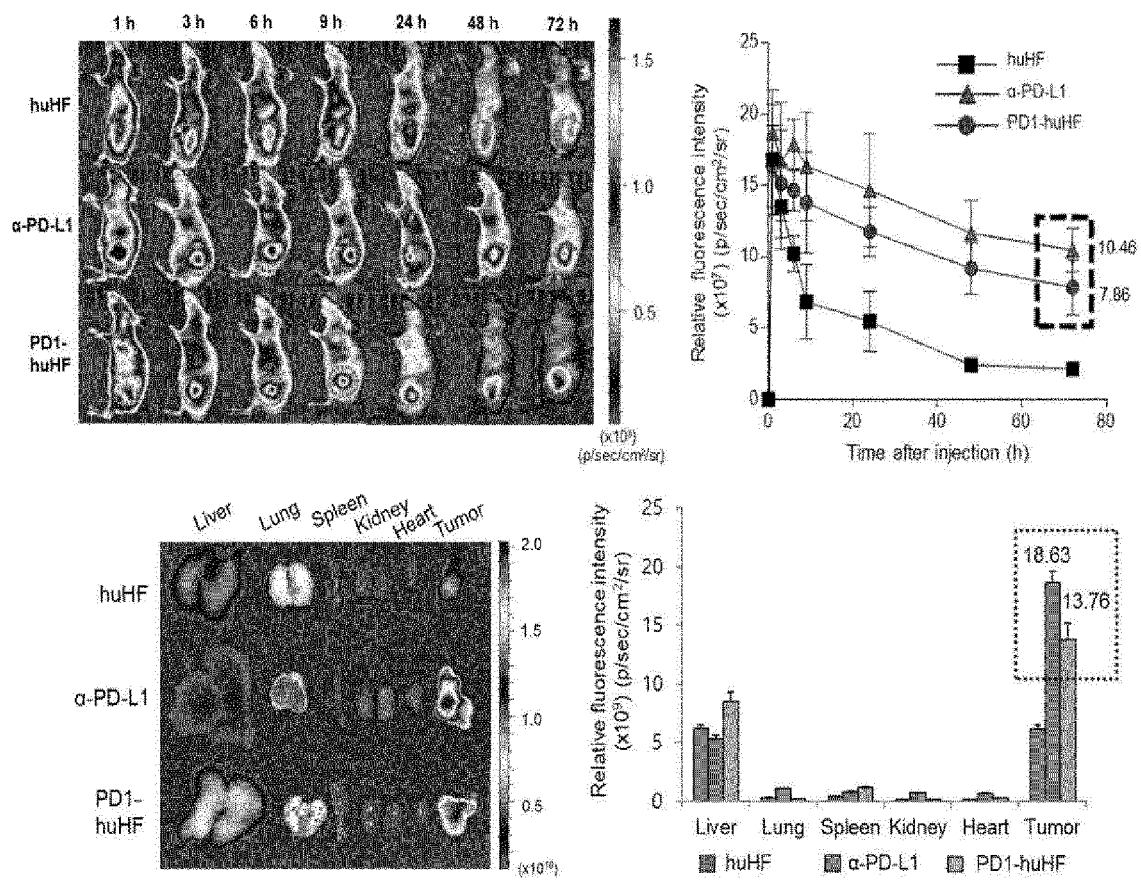 1 h 3 h 6 h 9 h 24 h 48 h 72 h
huHF
α-PD-L1
PD1-
huHF
1.5
1.0
0.5
(x10⁹)
(p/sec/cm²/sr)
Relative fluorescence intensity
(x10⁷) (p/sec/cm²/sr)
25
20
15
10
5
0
0 20 40 60 80
Time after injection (h)
huHF
α-PD-L1
PD1-huHF
10.46
7.86
Liver Lung Spleen Kidney Heart Tumor
huHF
α-PD-L1
PD1-
huHF
2.0
1.5
1.0
0.5
(x10¹⁰)
Relative fluorescence intensity
(x10⁹) (p/sec/cm²/sr)
25
20
15
10
5
0
18.63
13.76
Liver Lung Spleen Kidney Heart Tumor
huHF α-PD-L1 PD1-huHF